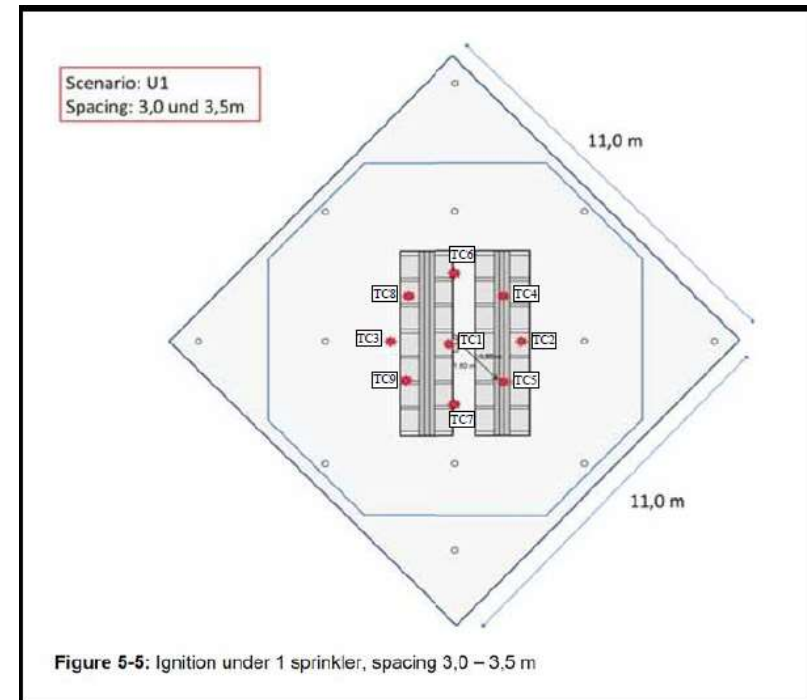 Scenario: U1
Spacing: 3,0 und 3,5m
11,0 m
TC6
TC8
TC4
TC3
TC1
TC2
TC9
TC5
TC7
11,0 m
Figure 5-5: Ignition under 1 sprinkler, spacing 3,0 – 3,5 m